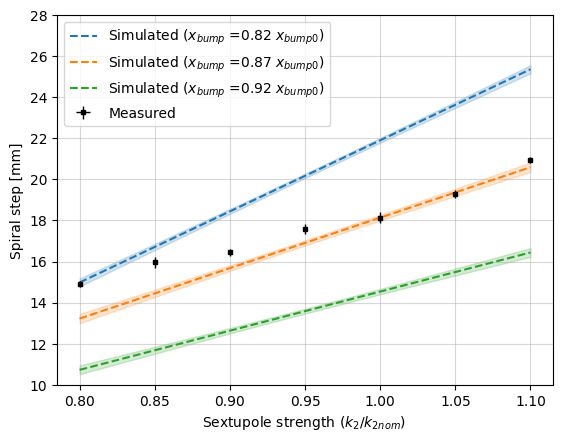 28
26
24
22
20
18
16
14
12
10
Spiral step [mm]
Simulated (x_bump =0.82 x_bump0)
Simulated (x_bump =0.87 x_bump0)
Simulated (x_bump =0.92 x_bump0)
Measured
0.80 0.85 0.90 0.95 1.00 1.05 1.10
Sextupole strength (k_2/k_2nom)